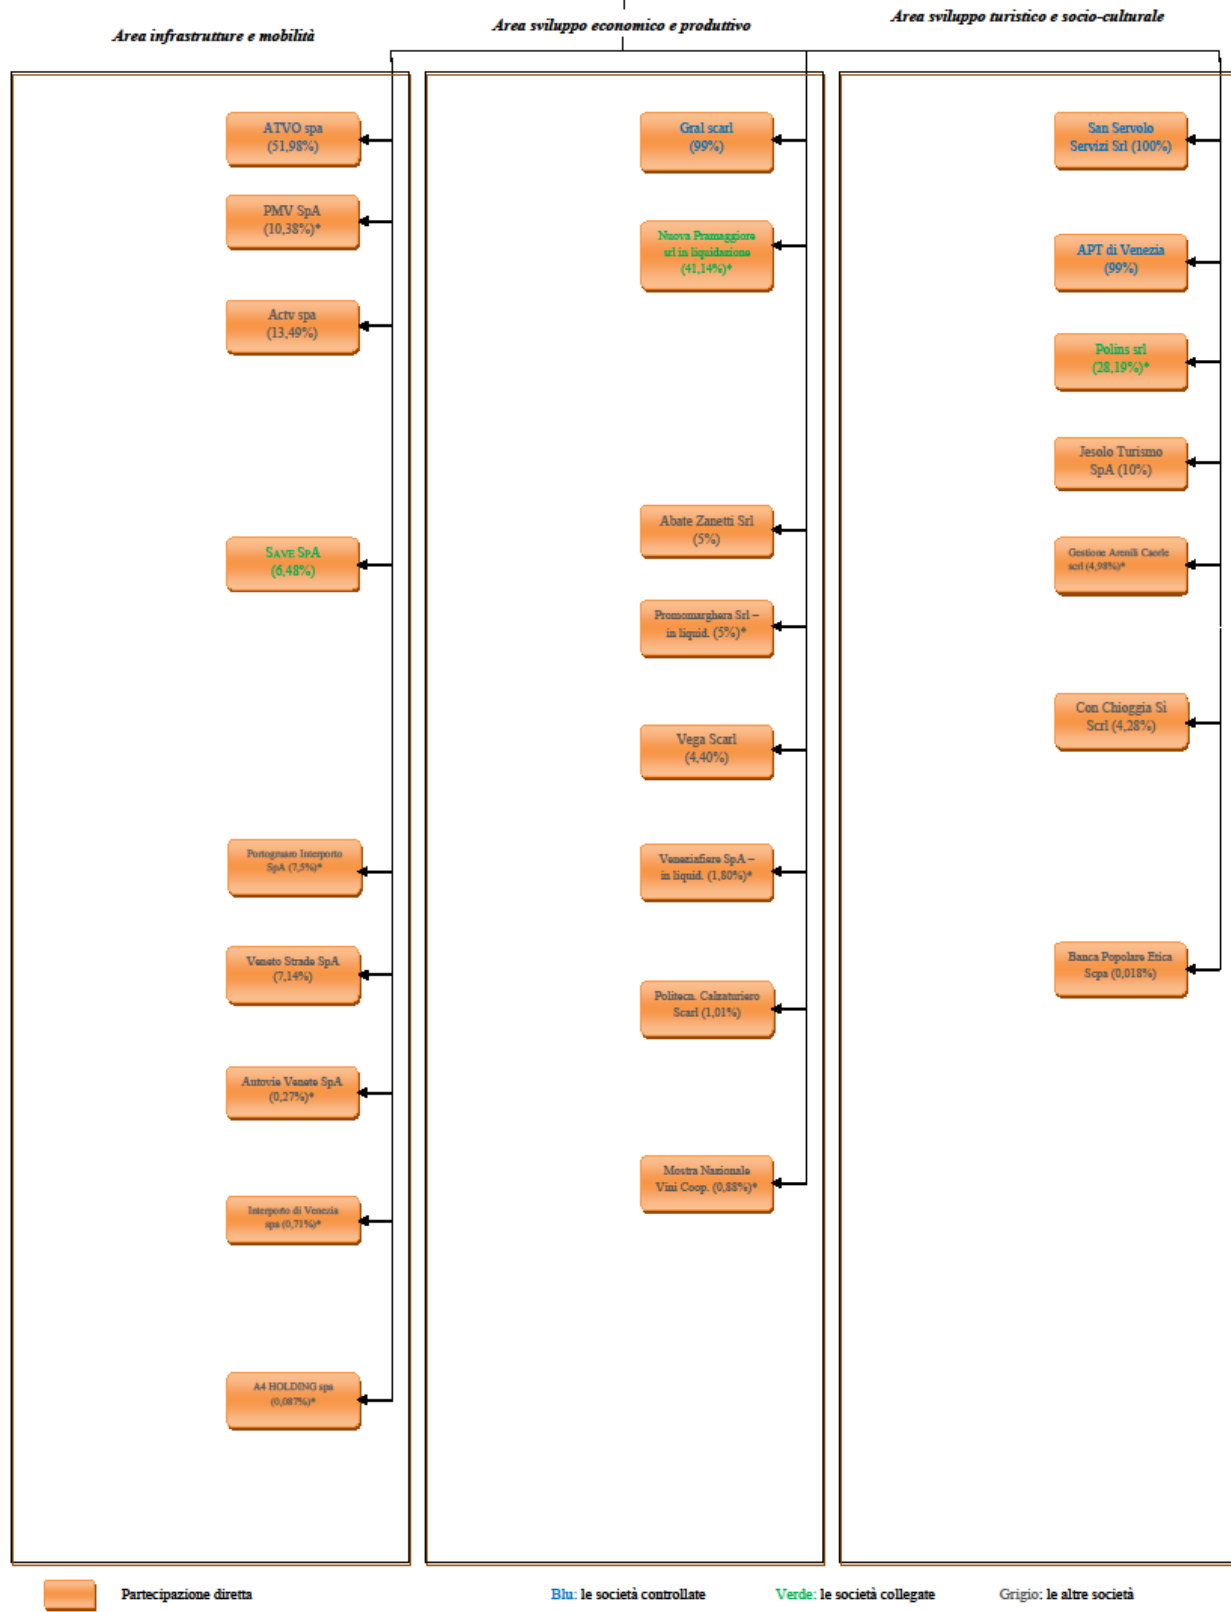 Area infrastrutture e mobilità
Area sviluppo economico e produttivo
Area sviluppo turistico e socio-culturale
ATVO spa
(51,98%)
PMV SpA
(10,38%)*
Actv spa
(13,49%)
SAVE SPA
(6,48%)
Portogruaro Interporto
SpA (7,5%)*
Veneto Strade SpA
(7,14%)
Autovie Venete SpA
(0,27%)*
Interporto di Venezia
spa (0,71%)*
A4 HOLDING spa
(0,087%)*
Gral scarl
(99%)
Nuova Pramaggiore
srl in liquidazione
(41,14%)*
Abate Zanetti Srl
(5%)
Promomarghera Srl –
in liquid. (5%)*
Vega Scarl
(4,40%)
Veneziafiere SpA –
in liquid. (1,80%)*
Politecn. Calzaturiero
Scarl (1,01%)
Mostra Nazionale
Vini Coop. (0,88%)*
San Servolo
Servizi Srl (100%)
APT di Venezia
(99%)
Polins srl
(28,19%)*
Jesolo Turismo
SpA (10%)
Gestione Arenili Caorle
scrl (4,98%)*
Con Chioggia Sì
Scrl (4,28%)
Banca Popolare Etica
Scpa (0,018%)
Partecipazione diretta
Blu: le società controllate
Verde: le società collegate
Grigio: le altre società